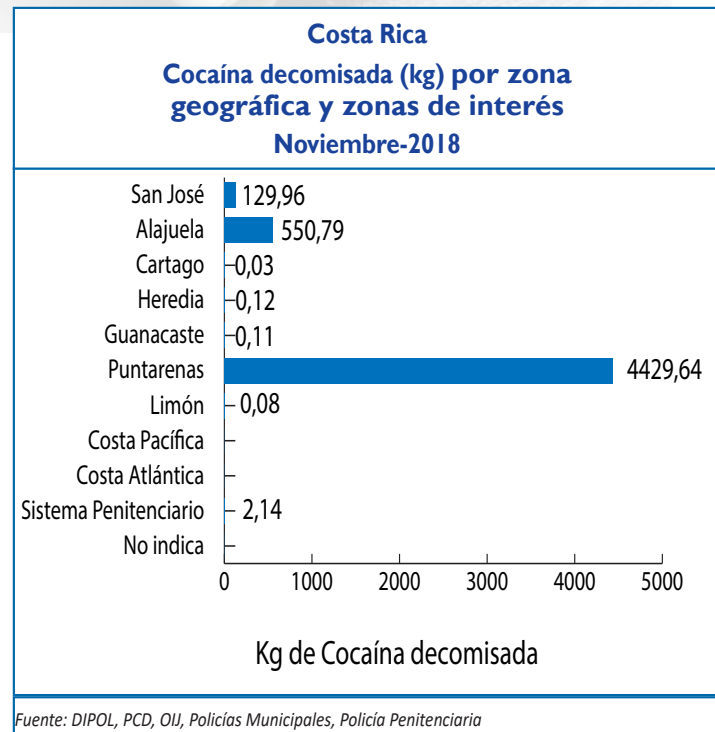 Costa Rica
Cocaína decomisada (kg) por zona
geográfica y zonas de interés
Noviembre-2018
San José 129,96
Alajuela 550,79
Cartago 0,03
Heredia 0,12
Guanacaste 0,11
Puntarenas 4429,64
Limón 0,08
Costa Pacífica
Costa Atlántica
Sistema Penitenciario 2,14
No indica
0 1000 2000 3000 4000 5000
Kg de Cocaína decomisada
Fuente: DIPOL, PCD, OIJ, Policías Municipales, Policía Penitenciaria